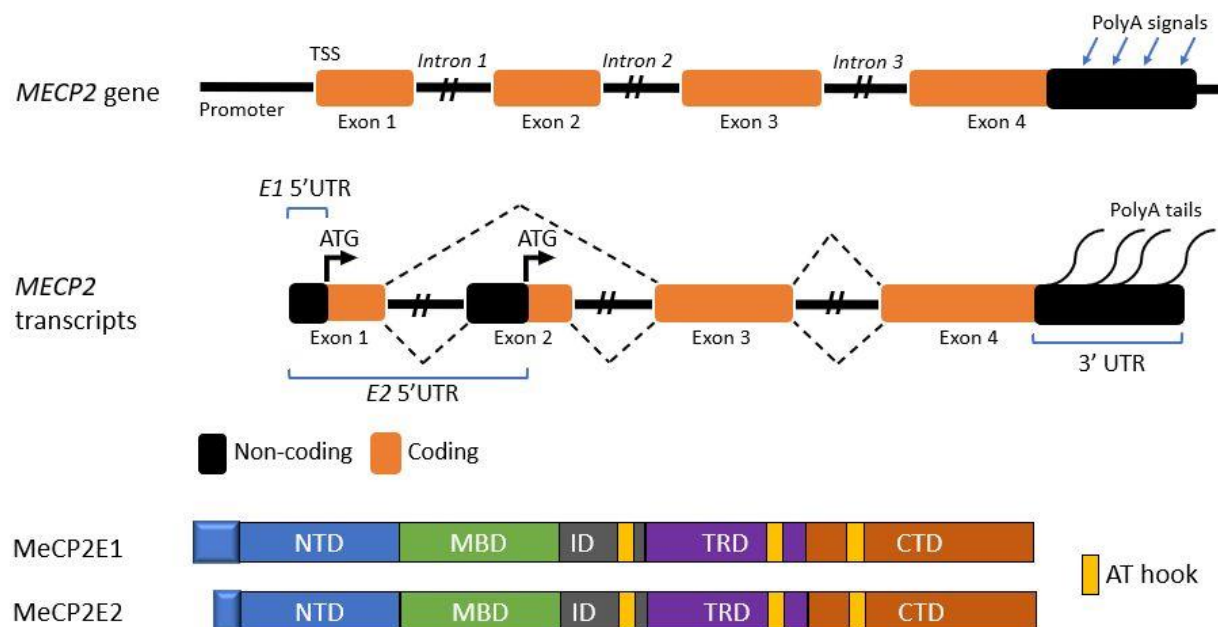 PolyA signals
TSS
Intron 1
Intron 2
Intron 3
MECP2 gene
Promoter
Exon 1
Exon 2
Exon 3
Exon 4
E1 5'UTR
PolyA tails
ATG
ATG
MECP2
transcripts
Exon 1
Exon 2
Exon 3
Exon 4
3' UTR
E2 5'UTR
Non-coding
Coding
MeCP2E1
NTD
MBD
ID
TRD
CTD
AT hook
MeCP2E2
NTD
MBD
ID
TRD
CTD